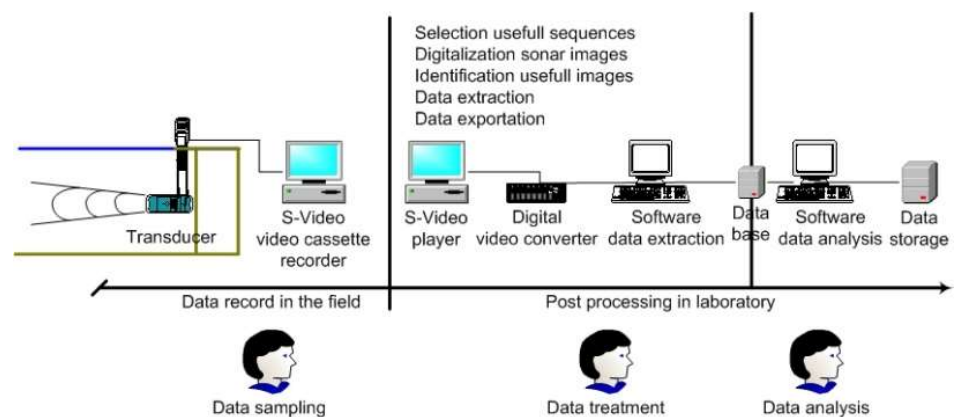 Selection usefull sequences
Digitalization sonar images
Identification usefull images
Data extraction
Data exportation
Transducer
S-Video
video cassette
recorder
S-Video
player
Digital
video converter
Software
data extraction
Data
base
Software
data analysis
Data
storage
Data record in the field
Post processing in laboratory
Data sampling
Data treatment
Data analysis